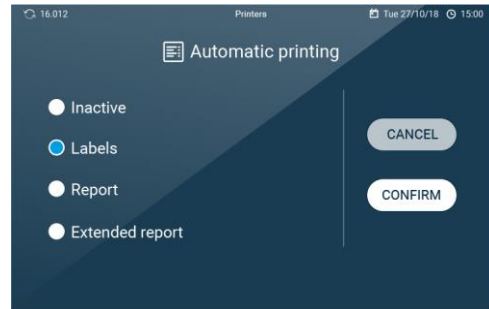 16.012 Printers Tue 27/10/18 15:00
Automatic printing
Inactive
Labels
Report
Extended report
CANCEL
CONFIRM